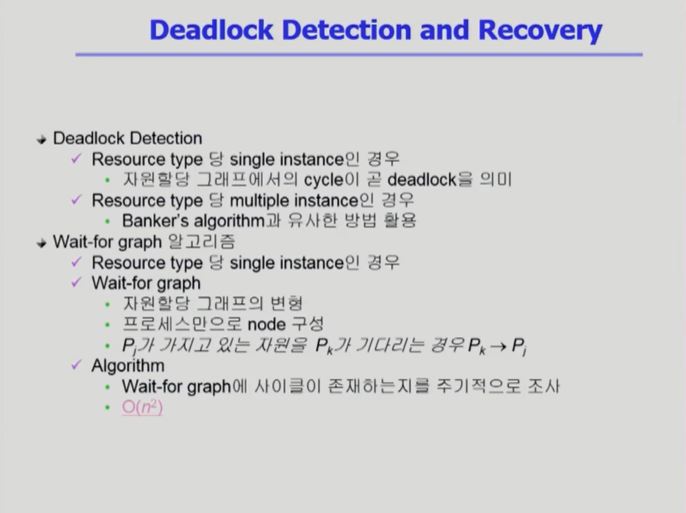 Deadlock Detection and Recovery
Deadlock Detection
Resource type 당 single instance인 경우
자원할당 그래프에서의 cycle이 곧 deadlock을 의미
Resource type 당 multiple instance인 경우
Banker's algorithm과 유사한 방법 활용
Wait-for graph 알고리즘
Resource type 당 single instance인 경우
Wait-for graph
자원할당 그래프의 변형
프로세스만으로 node 구성
Pj가 가지고 있는 자원을 Pk가 기다리는 경우 Pk → Pj
Algorithm
Wait-for graph에 사이클이 존재하는지를 주기적으로 조사
O(n²)